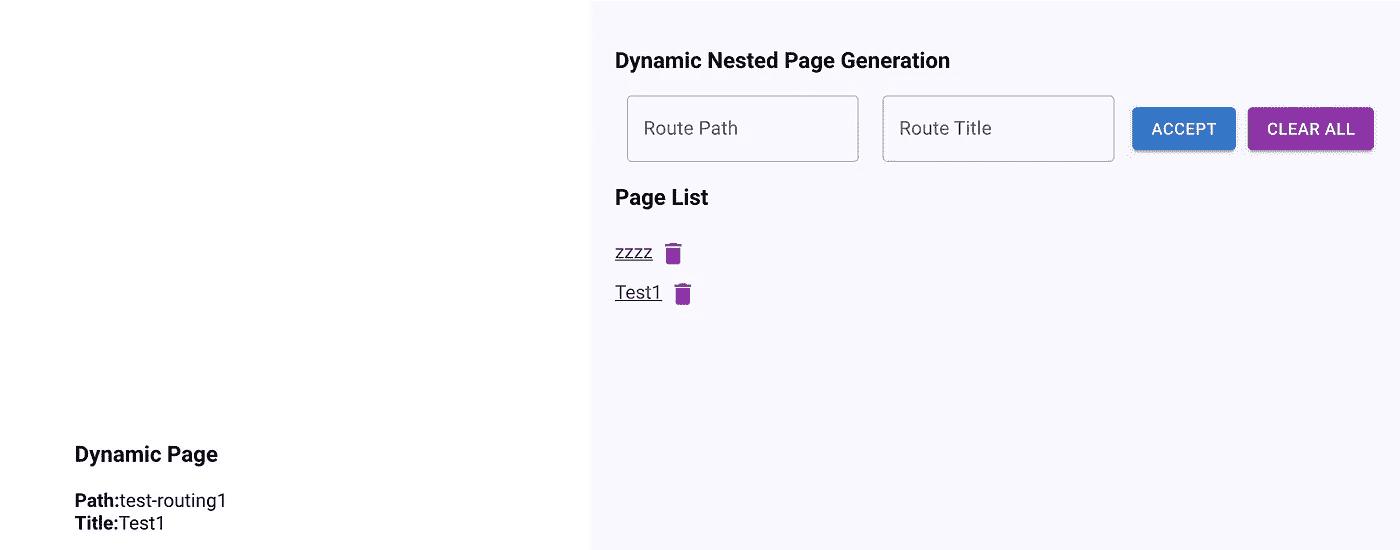 Dynamic Nested Page Generation
Route Path Route Title ACCEPT CLEAR ALL
Page List
zzzz
Test1
Dynamic Page
Path:test-routing1
Title:Test1